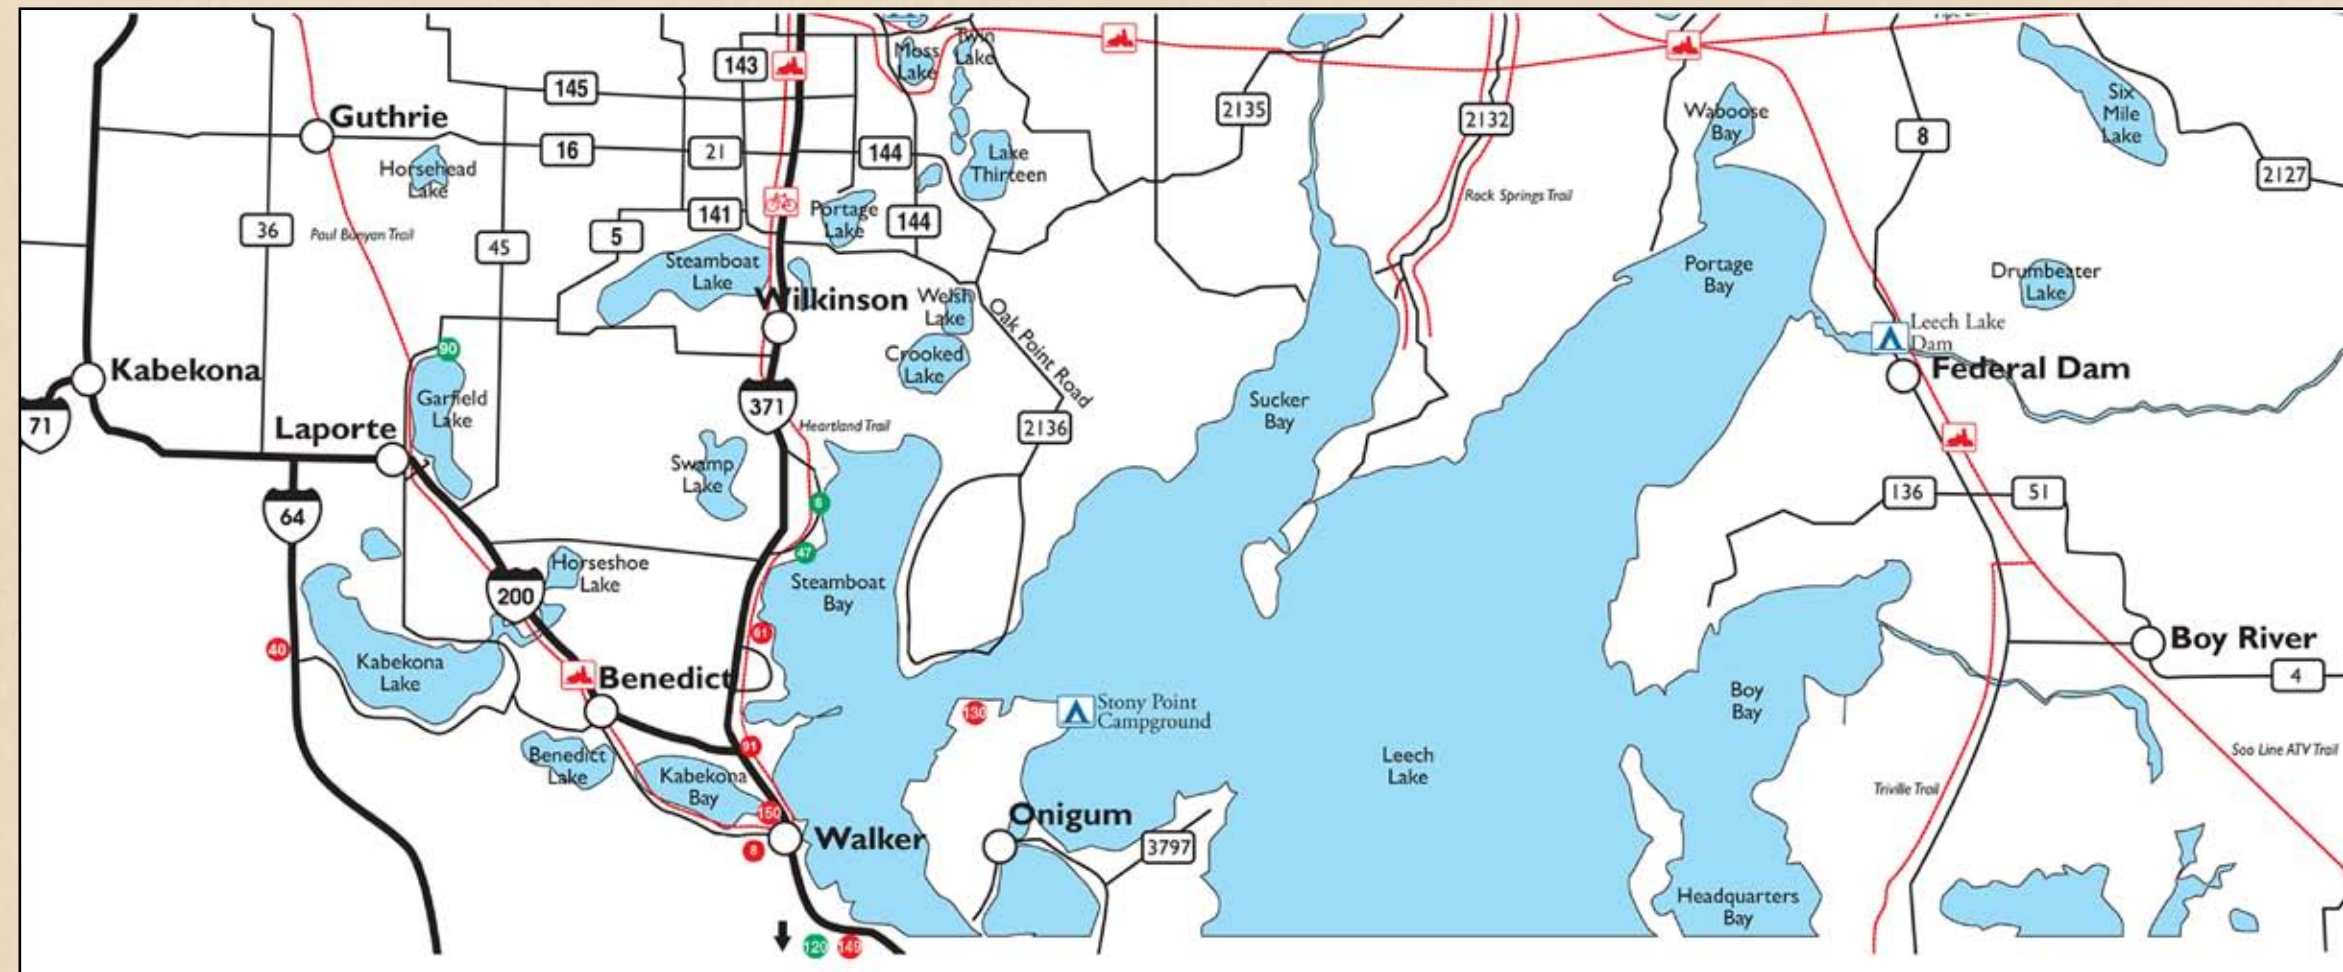 Moss
Lake
Twin
Lake
143
145
2135
2132
Waboose
Bay
Six
Mile
Lake
Guthrie
8
16
21
144
Lake
Thirteen
Horsehead
Lake
2127
Rock Springs Trail
36
Paul Bunyan Trail
45
5
141
Portage
Lake
144
Steamboat
Lake
Portage
Bay
Drumbeater
Lake
Wilkinson
Welsh
Lake
Oak Point Road
Leech Lake
Dam
90
Crooked
Lake
Kabekona
Federal Dam
Garfield
Lake
371
Sucker
Bay
71
Laporte
Heartland Trail
2136
Swamp
Lake
136
51
6
64
47
Horseshoe
Lake
200
Steamboat
Bay
61
40
Boy River
Kabekona
Lake
4
Benedict
Boy
Bay
130
Stony Point
Campground
Benedict
Lake
91
Leech
Lake
Soo Line ATV Trail
Kabekona
Bay
Triville Trail
150
Onigum
Walker
8
3797
Headquarters
Bay
120
149